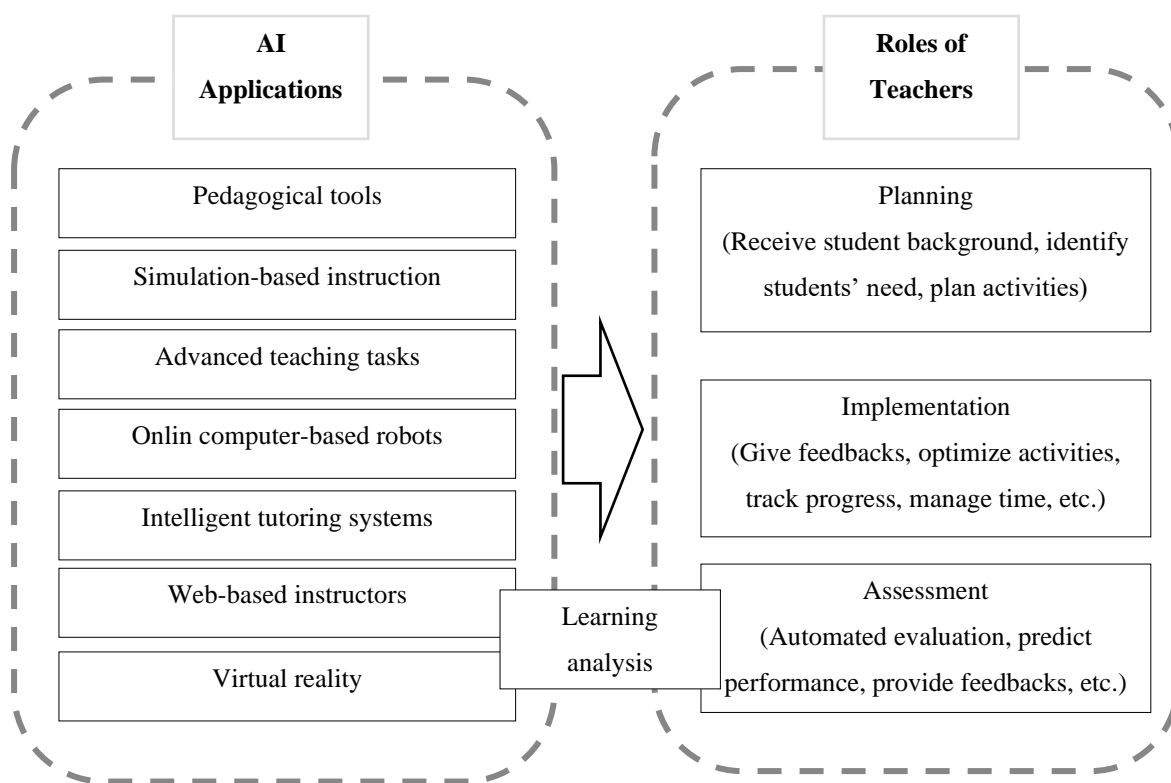 AI
Applications
Pedagogical tools
Simulation-based instruction
Advanced teaching tasks
Onlin computer-based robots
Intelligent tutoring systems
Web-based instructors
Virtual reality
Learning
analysis
Roles of
Teachers
Planning
(Receive student background, identify
students’ need, plan activities)
Implementation
(Give feedbacks, optimize activities,
track progress, manage time, etc.)
Assessment
(Automated evaluation, predict
performance, provide feedbacks, etc.)